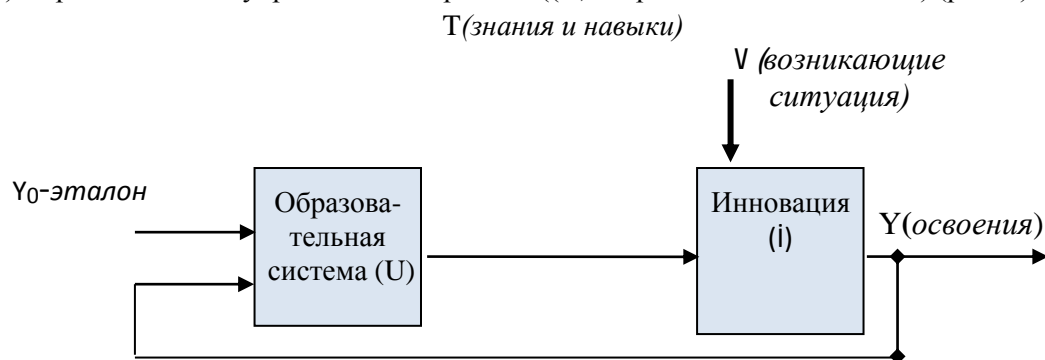 T(знания и навыки)
V (возникающие
ситуация)
Y0-эталон
Образова-
тельная
система (U)
Инновация
(i)
Y(освоения)